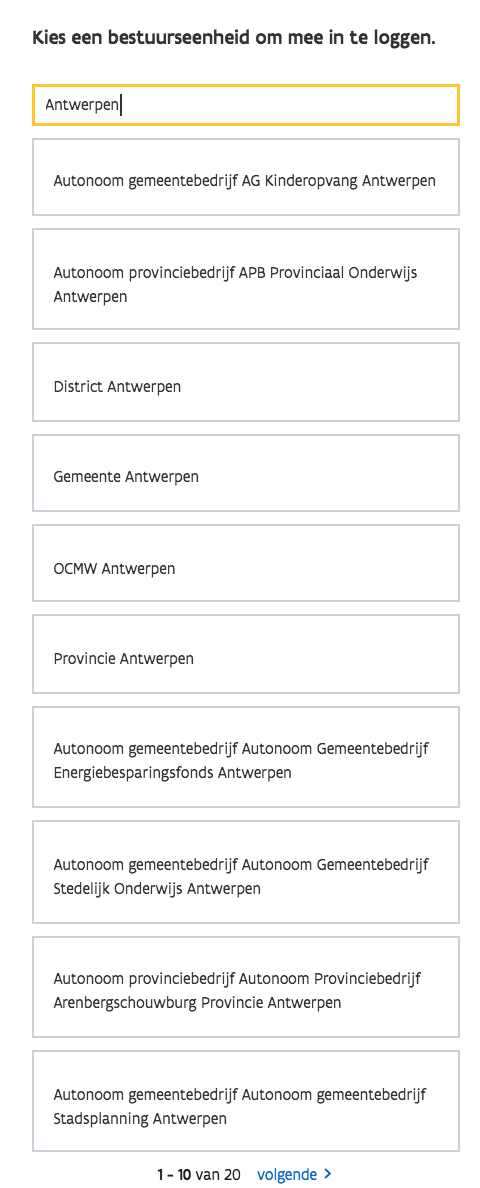 Kies een bestuurseenheid om mee in te loggen.
Antwerpen
Autonoom gemeentebedrijf AG Kinderopvang Antwerpen
Autonoom provinciebedrijf APB Provinciaal Onderwijs
Antwerpen
District Antwerpen
Gemeente Antwerpen
OCMW Antwerpen
Provincie Antwerpen
Autonoom gemeentebedrijf Autonoom Gemeentebedrijf
Energiebesparingsfonds Antwerpen
Autonoom gemeentebedrijf Autonoom Gemeentebedrijf
Stedelijk Onderwijs Antwerpen
Autonoom provinciebedrijf Autonoom Provinciebedrijf
Arenbergschouwburg Provincie Antwerpen
Autonoom gemeentebedrijf Autonoom gemeentebedrijf
Stadsplanning Antwerpen
1 - 10 van 20 volgende >